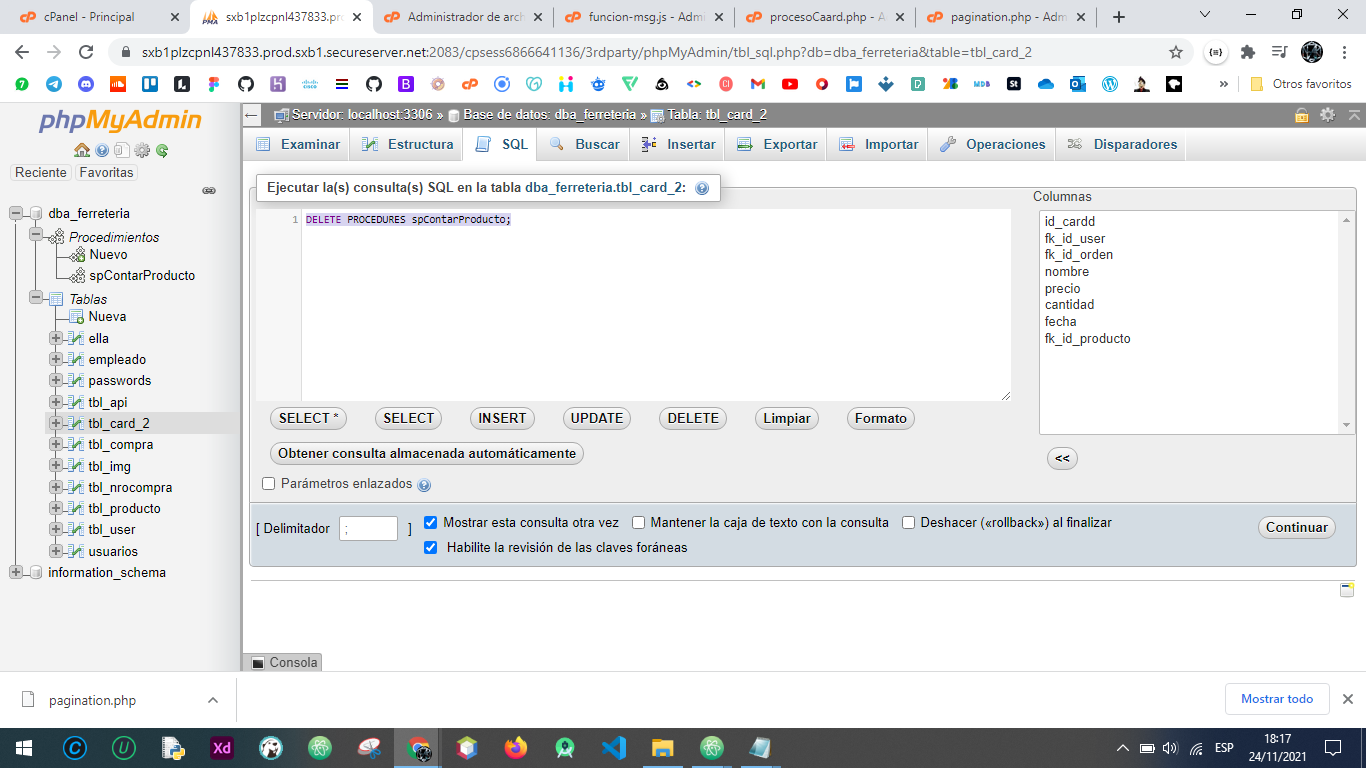 cPanel - Principal
sxb1plzcpnl437833.pro
Administrador de arch
funcion-msg.js - Admi
procesoCaard.php - A
pagination.php - Adm
sxb1plzcpnl437833.prod.sxb1.secureserver.net:2083/cpsess6866641136/3rdparty/phpMyAdmin/tbl_sql.php?db=dba_ferreteria&table=tbl_card_2
Otros favoritos
phpMyAdmin
Reciente
Favoritas
dba_ferreteria
Procedimientos
Nuevo
spContarProducto
Tablas
Nueva
ella
empleado
passwords
tbl_api
tbl_card_2
tbl_compra
tbl_img
tbl_nrocompra
tbl_producto
tbl_user
usuarios
information_schema
Servidor: localhost:3306 » Base de datos: dba_ferreteria » Tabla: tbl_card_2
Examinar
Estructura
SQL
Buscar
Insertar
Exportar
Importar
Operaciones
Disparadores
Ejecutar la(s) consulta(s) SQL en la tabla dba_ferreteria.tbl_card_2:
1 DELETE PROCEDURES spContarProducto;
Columnas
id_cardd
fk_id_user
fk_id_orden
nombre
precio
cantidad
fecha
fk_id_producto
<<
SELECT *
SELECT
INSERT
UPDATE
DELETE
Limpiar
Formato
Obtener consulta almacenada automáticamente
Parámetros enlazados
[ Delimitador ; ]
Mostrar esta consulta otra vez
Mantener la caja de texto con la consulta
Deshacer («rollback») al finalizar
Habilite la revisión de las claves foráneas
Continuar
Consola
pagination.php
Mostrar todo
ESP
18:17
24/11/2021